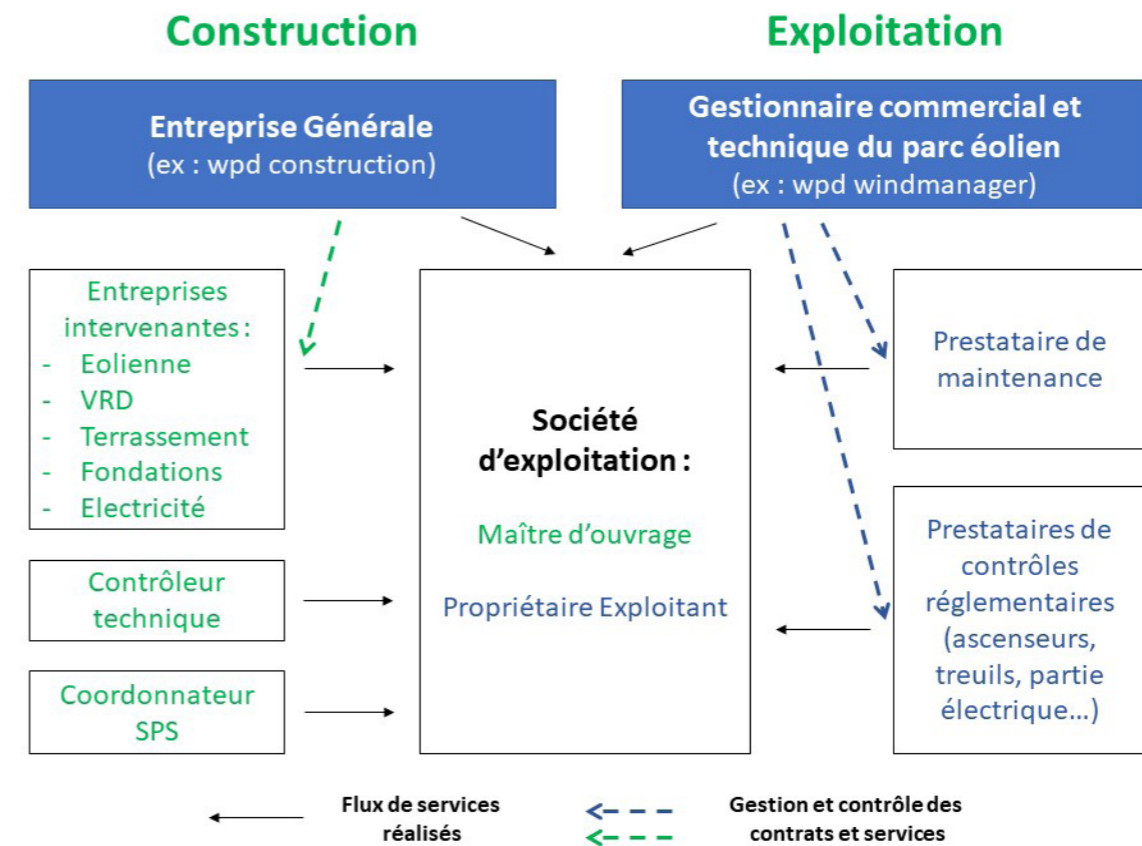 Construction
Exploitation
Entreprise Générale
(ex : wpd construction)
Gestionnaire commercial et
technique du parc éolien
(ex : wpd windmanager)
Entreprises
intervenantes :
- Eolienne
- VRD
- Terrassement
- Fondations
- Electricité
Contrôleur
technique
Coordonnateur
SPS
Société
d’exploitation :
Maître d’ouvrage
Propriétaire Exploitant
Prestataire de
maintenance
Prestataires de
contrôles
réglementaires
(ascenseurs,
treuils, partie
électrique…)
Flux de services
réalisés
Gestion et contrôle des
contrats et services